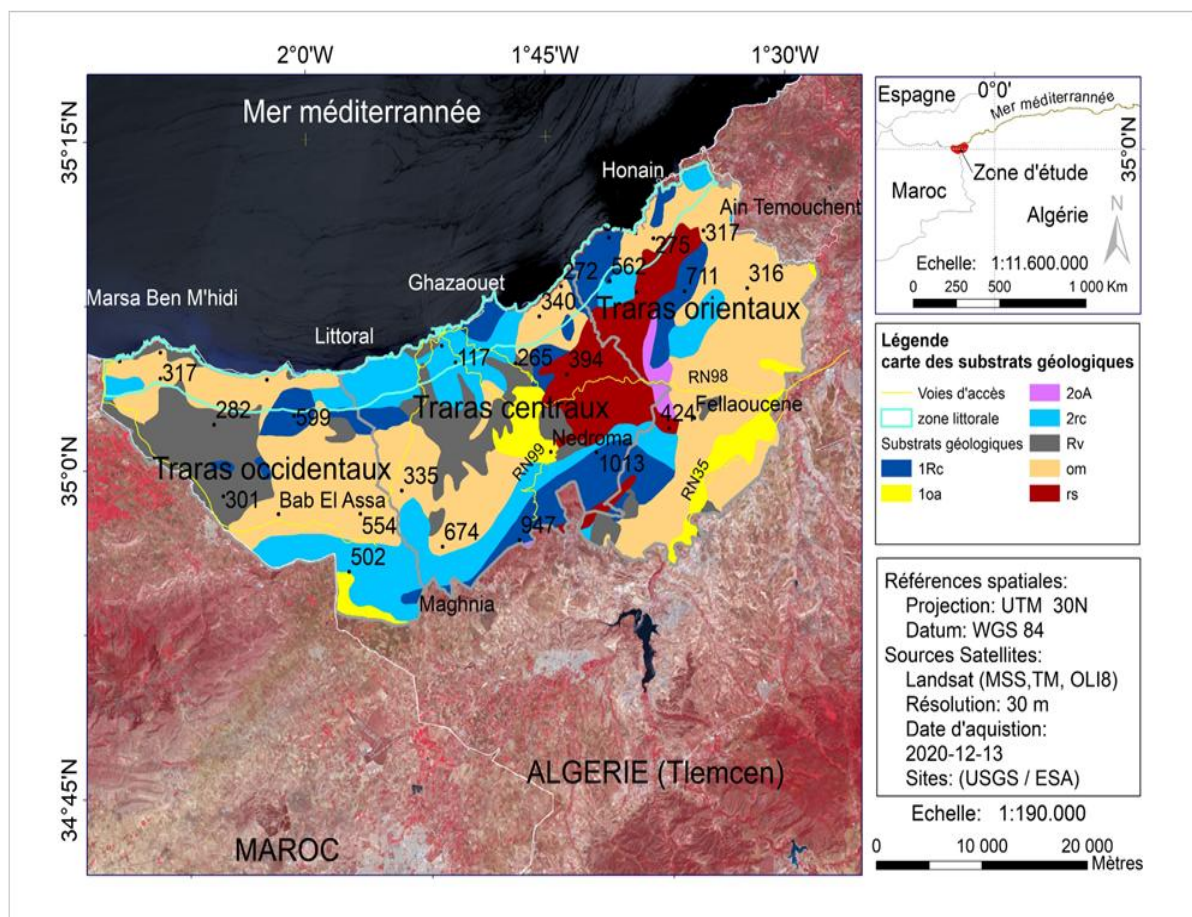 2°0'W
1°45'W
1°30'W
35°15'N
35°0'N
34°45'N
Mer méditerrannée
Honain
Ain Temouchent
317
275
272
562
711
316
Ghazaouet
340
Traras orientaux
Marsa Ben M'hidi
Littoral
117
265
394
RN98
317
282
599
Traras centraux
424
Fellaoucene
Nedroma
RN99
1013
RN35
Traras occidentaux
335
301
Bab El Assa
554
674
947
502
Maghnia
ALGERIE (Tlemcen)
MAROC
Espagne
0°0'
Mer méditerrannée
35°0'N
Zone d'étude
Maroc
Algérie
N
Echelle: 1:11.600.000
0 250 500 1 000 Km
Légende
carte des substrats géologiques
Voies d'accès
zone littorale
Substrats géologiques
1Rc
1oa
2oA
2rc
Rv
om
rs
Références spatiales:
Projection: UTM 30N
Datum: WGS 84
Sources Satellites:
Landsat (MSS,TM, OLI8)
Résolution: 30 m
Date d'aquistion:
2020-12-13
Sites: (USGS / ESA)
Echelle: 1:190.000
0 10 000 20 000
Mètres